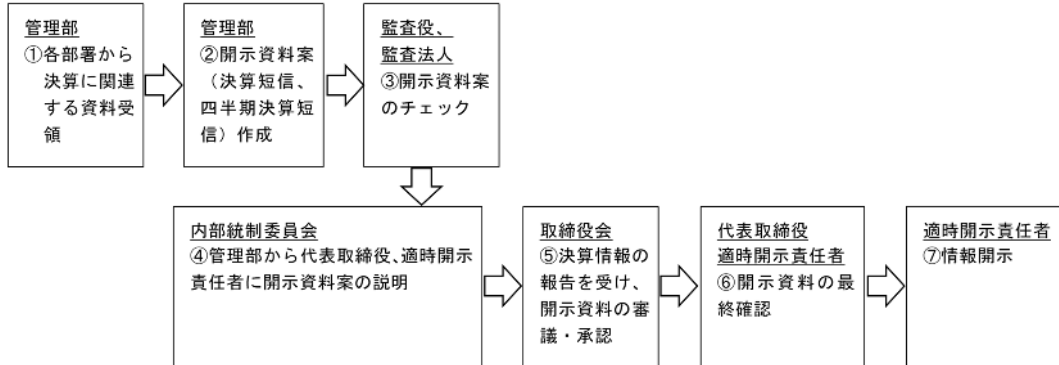 管理部
①各部署から
決算に関連
する資料受
領
管理部
②開示資料案
（決算短信、
四半期決算短
信）作成
監査役、
監査法人
③開示資料案
のチェック
内部統制委員会
④管理部から代表取締役、適時開示
責任者に開示資料案の説明
取締役会
⑤決算情報の
報告を受け、
開示資料の審
議・承認
代表取締役
適時開示責任者
⑥開示資料の最
終確認
適時開示責任者
⑦情報開示